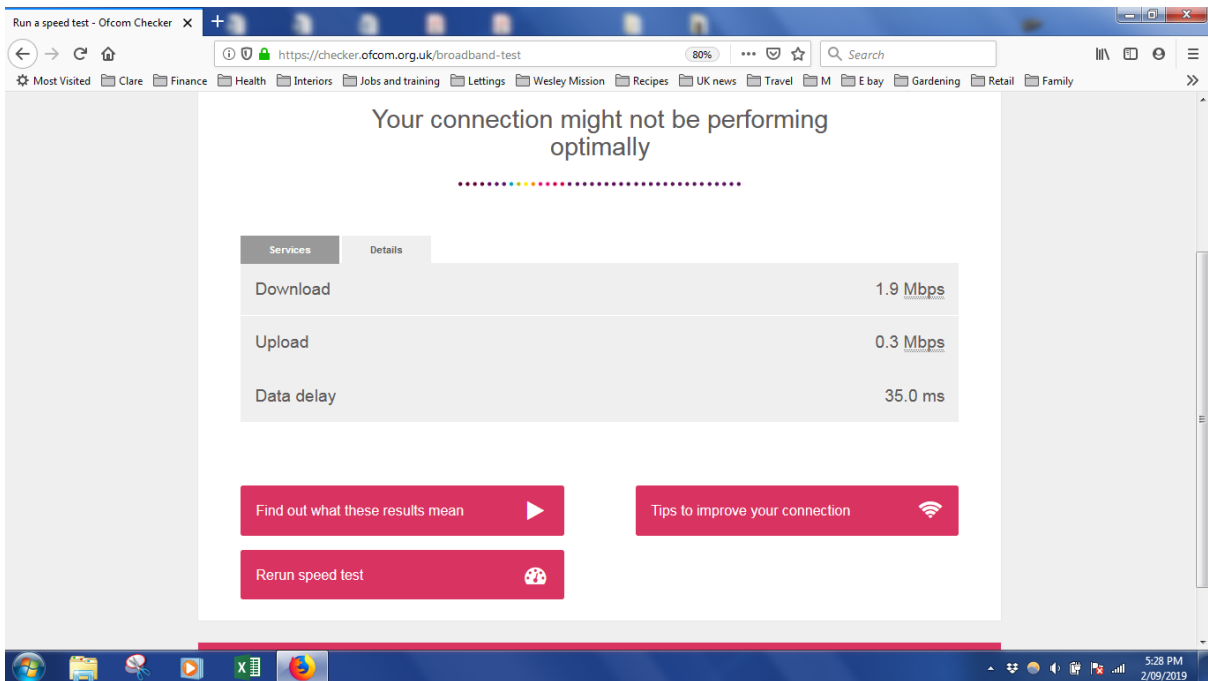 Run a speed test - Ofcom Checker
https://checker.ofcom.org.uk/broadband-test
80%
Search
Most Visited Clare Finance Health Interiors Jobs and training Lettings Wesley Mission Recipes UK news Travel M E bay Gardening Retail Family
Your connection might not be performing
optimally
Services Details
Download 1.9 Mbps
Upload 0.3 Mbps
Data delay 35.0 ms
Find out what these results mean Tips to improve your connection
Rerun speed test
5:28 PM
2/09/2019